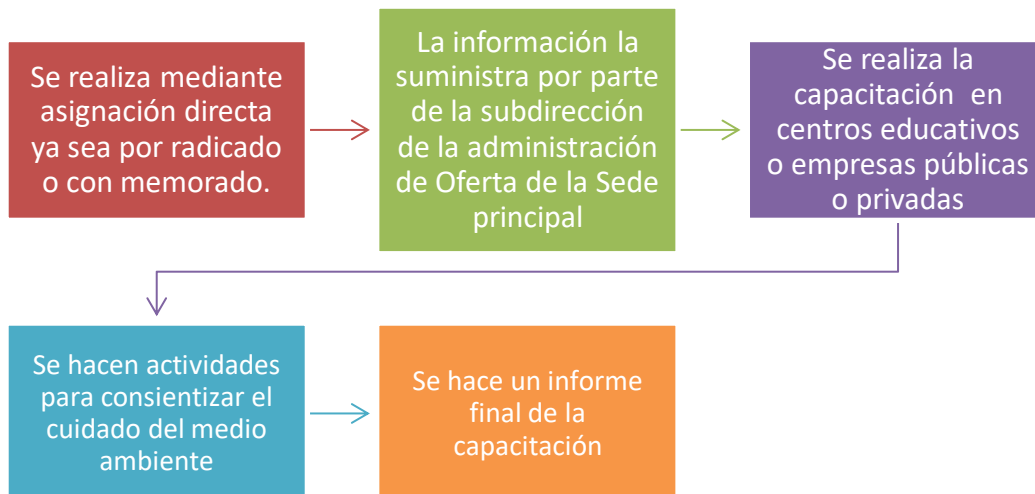 Se realiza mediante
asignación directa
ya sea por radicado
o con memorado.
La información la
suministra por parte
de la subdirección
de la administración
de Oferta de la Sede
principal
Se realiza la
capacitación en
centros educativos
o empresas públicas
o privadas
Se hacen actividades
para consientizar el
cuidado del medio
ambiente
Se hace un informe
final de la
capacitación